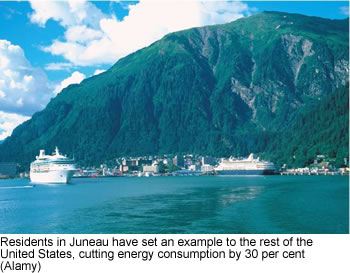 Residents in Juneau have set an example to the rest of the
United States, cutting energy consumption by 30 per cent
(Alamy)